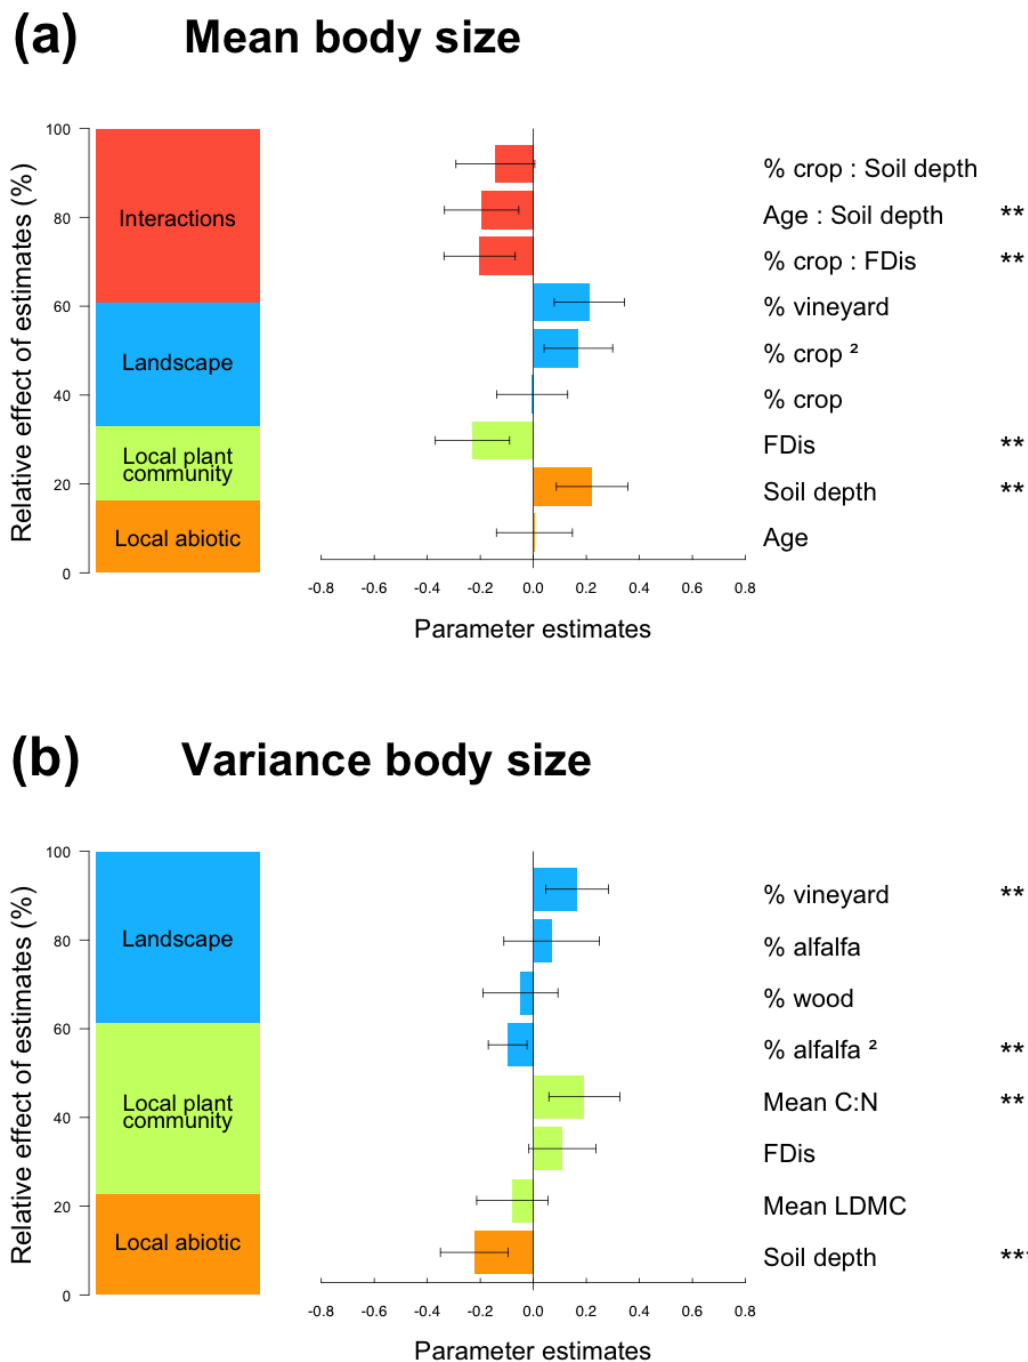 (a) Mean body size
Relative effect of estimates (%)
100
80
60
40
20
0
Interactions
Landscape
Local plant
community
Local abiotic
% crop : Soil depth
Age : Soil depth **
% crop : FDis **
% vineyard
% crop ²
% crop
FDis **
Soil depth **
Age
-0.8 -0.6 -0.4 -0.2 0.0 0.2 0.4 0.6 0.8
Parameter estimates
(b) Variance body size
Relative effect of estimates (%)
100
80
60
40
20
0
Landscape
Local plant
community
Local abiotic
% vineyard **
% alfalfa
% wood
% alfalfa ² **
Mean C:N **
FDis
Mean LDMC
Soil depth ***
-0.8 -0.6 -0.4 -0.2 0.0 0.2 0.4 0.6 0.8
Parameter estimates